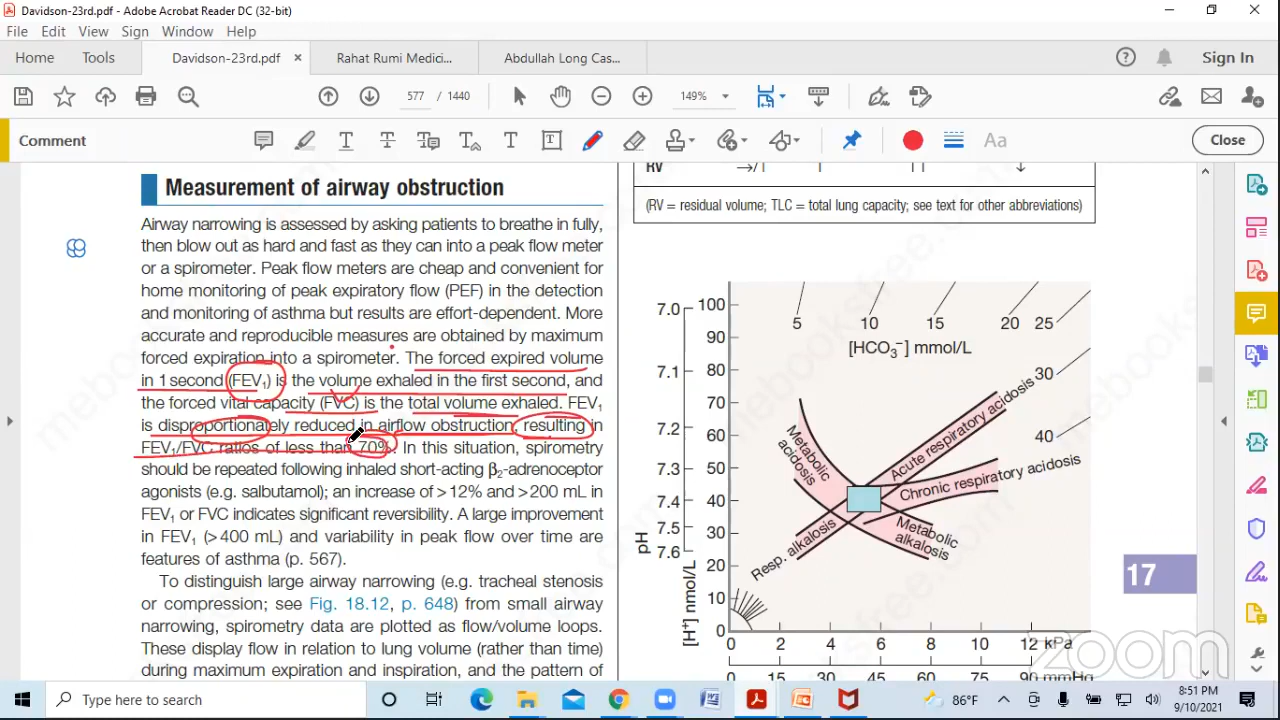 Davidson-23rd.pdf - Adobe Acrobat Reader DC (32-bit)
File Edit View Sign Window Help
Home Tools Davidson-23rd.pdf × Rahat Rumi Medici... Abdullah Long Cas... Sign In
577 / 1440 149%
Comment Close
Measurement of airway obstruction
Airway narrowing is assessed by asking patients to breathe in fully,
then blow out as hard and fast as they can into a peak flow meter
or a spirometer. Peak flow meters are cheap and convenient for
home monitoring of peak expiratory flow (PEF) in the detection
and monitoring of asthma but results are effort-dependent. More
accurate and reproducible measures are obtained by maximum
forced expiration into a spirometer. The forced expired volume
in 1 second (FEV₁) is the volume exhaled in the first second, and
the forced vital capacity (FVC) is the total volume exhaled. FEV₁
is disproportionately reduced in airflow obstruction, resulting in
FEV₁/FVC ratios of less than 70%. In this situation, spirometry
should be repeated following inhaled short-acting β₂-adrenoceptor
agonists (e.g. salbutamol); an increase of >12% and >200 mL in
FEV₁ or FVC indicates significant reversibility. A large improvement
in FEV₁ (>400 mL) and variability in peak flow over time are
features of asthma (p. 567).
To distinguish large airway narrowing (e.g. tracheal stenosis
or compression; see Fig. 18.12, p. 648) from small airway
narrowing, spirometry data are plotted as flow/volume loops.
These display flow in relation to lung volume (rather than time)
during maximum expiration and inspiration, and the pattern of
RV
(RV = residual volume; TLC = total lung capacity; see text for other abbreviations)
5 10 15 20 25
[HCO₃⁻] mmol/L
30
40
7.0
7.1
7.2
7.3
7.4
7.5
7.6
pH
100
90
80
70
60
50
40
30
20
10
0
[H⁺] nmol/L
Metabolic
acidosis
Acute respiratory acidosis
Chronic respiratory acidosis
Metabolic
alkalosis
Resp. alkalosis
0 2 4 6 8 10 12 kPa
0 15 30 45 60 75 90 mmHg
17
zoom
Type here to search
86°F
8:51 PM
9/10/2021